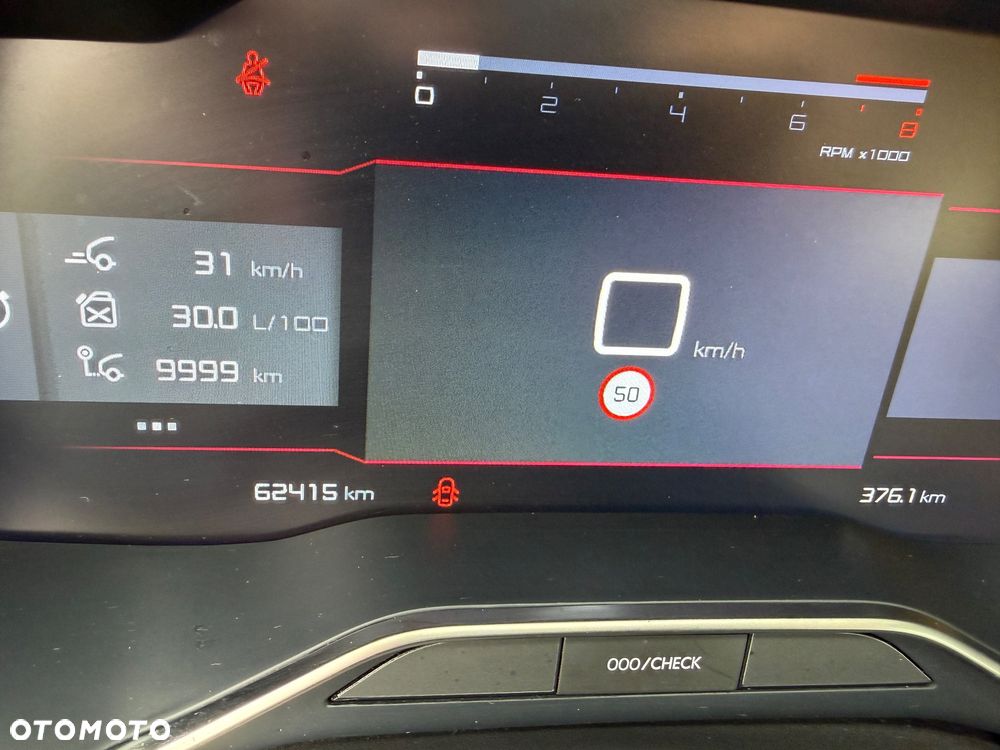 0 2 4 6 8
RPM x1000
31 km/h
30.0 L/100
9999 km
0 km/h
50
62415 km
376.1 km
000/CHECK
OTOMOTO